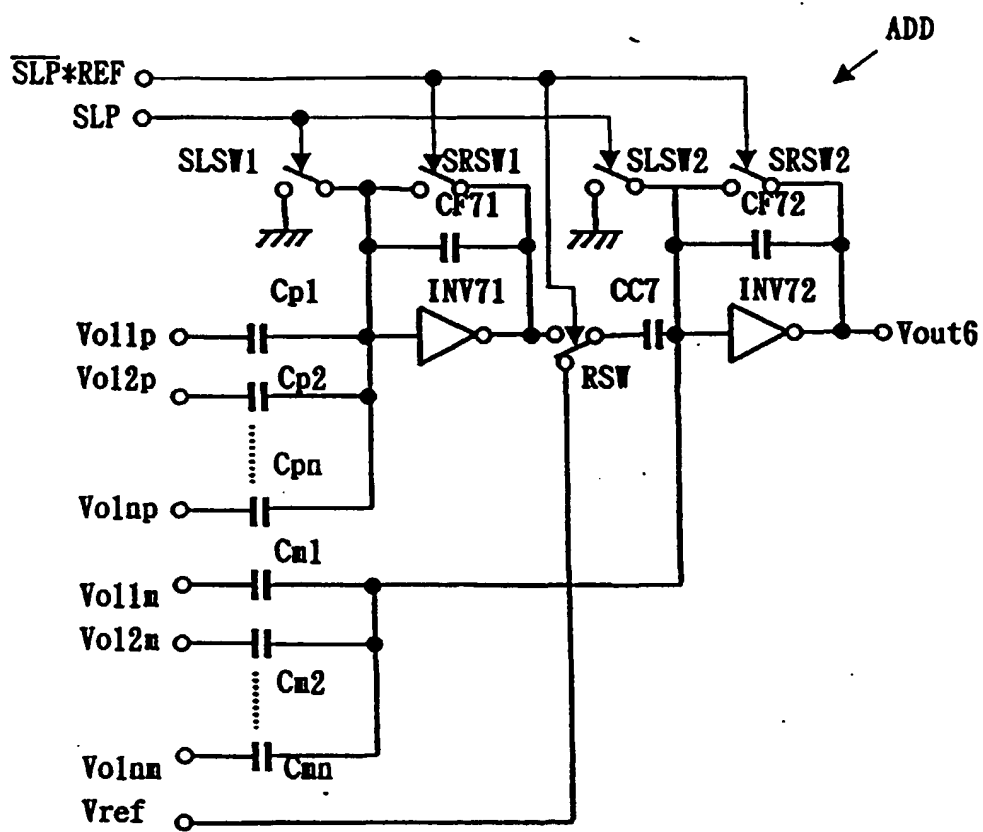 ADD
S̅L̅P̅*REF
SLP
SLSW1
SRSW1
SLSW2
SRSW2
CF71
CF72
Cp1
INV71
CC7
INV72
Vol1p
Vout6
Vol2p
Cp2
RSW
Cpn
Volnp
Cm1
Vol1m
Vol2m
Cm2
Volnm
Cmn
Vref